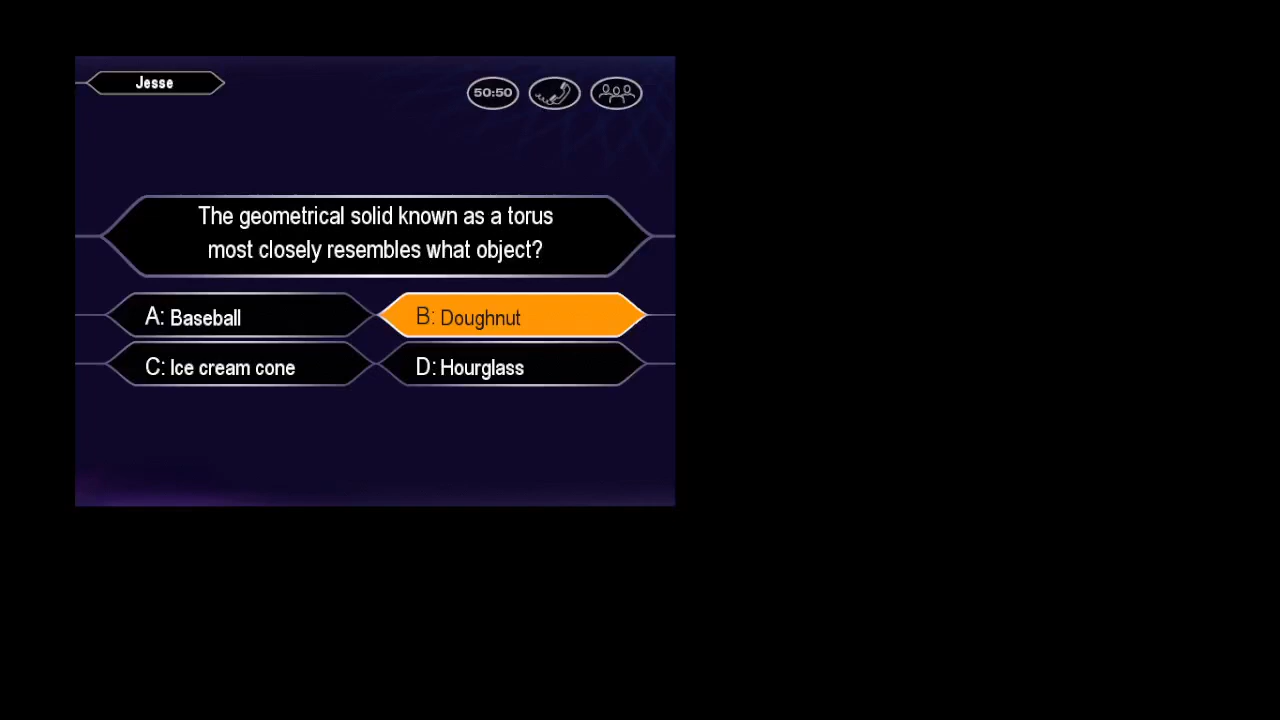 Jesse
50:50
The geometrical solid known as a torus
most closely resembles what object?
A: Baseball
B: Doughnut
C: Ice cream cone
D: Hourglass